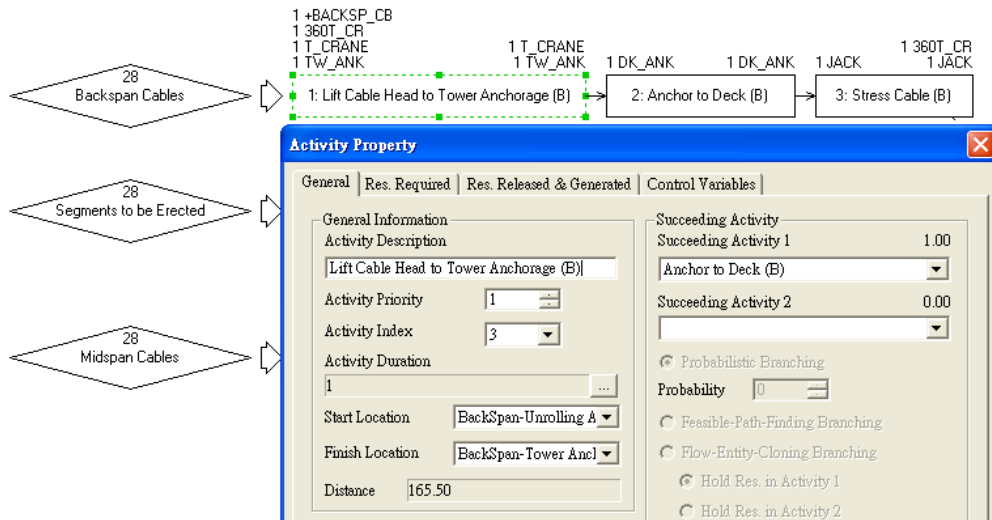 1 +BACKSP_CB
1 360T_CR
1 T_CRANE 1 T_CRANE 1 360T_CR
1 TW_ANK 1 TW_ANK 1 DK_ANK 1 DK_ANK 1 JACK 1 JACK
28
Backspan Cables
1: Lift Cable Head to Tower Anchorage (B)
2: Anchor to Deck (B)
3: Stress Cable (B)
28
Segments to be Erected
28
Midspan Cables
Activity Property
General Res. Required Res. Released & Generated Control Variables
General Information
Activity Description
Lift Cable Head to Tower Anchorage (B)
Activity Priority 1
Activity Index 3
Activity Duration
1 ...
Start Location BackSpan-Unrolling A
Finish Location BackSpan-Tower Ancl
Distance 165.50
Succeeding Activity
Succeeding Activity 1 1.00
Anchor to Deck (B)
Succeeding Activity 2 0.00
Probabilistic Branching
Probability 0
Feasible-Path-Finding Branching
Flow-Entity-Cloning Branching
Hold Res. in Activity 1
Hold Res. in Activity 2